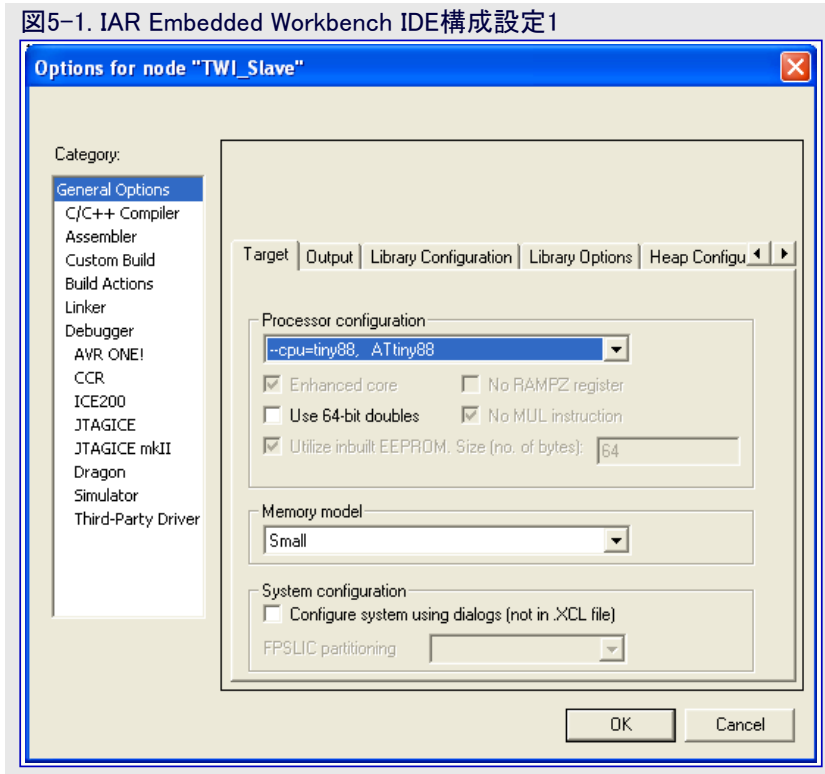 図5-1. IAR Embedded Workbench IDE構成設定1
Options for node "TWI_Slave"
Category:
General Options
C/C++ Compiler
Assembler
Custom Build
Build Actions
Linker
Debugger
AVR ONE!
CCR
ICE200
JTAGICE
JTAGICE mkII
Dragon
Simulator
Third-Party Driver
Target Output Library Configuration Library Options Heap Configu
Processor configuration
--cpu=tiny88, ATtiny88
Enhanced core No RAMPZ register
Use 64-bit doubles No MUL instruction
Utilize inbuilt EEPROM. Size (no. of bytes): 64
Memory model
Small
System configuration
Configure system using dialogs (not in .XCL file)
FPSLIC partitioning
OK Cancel